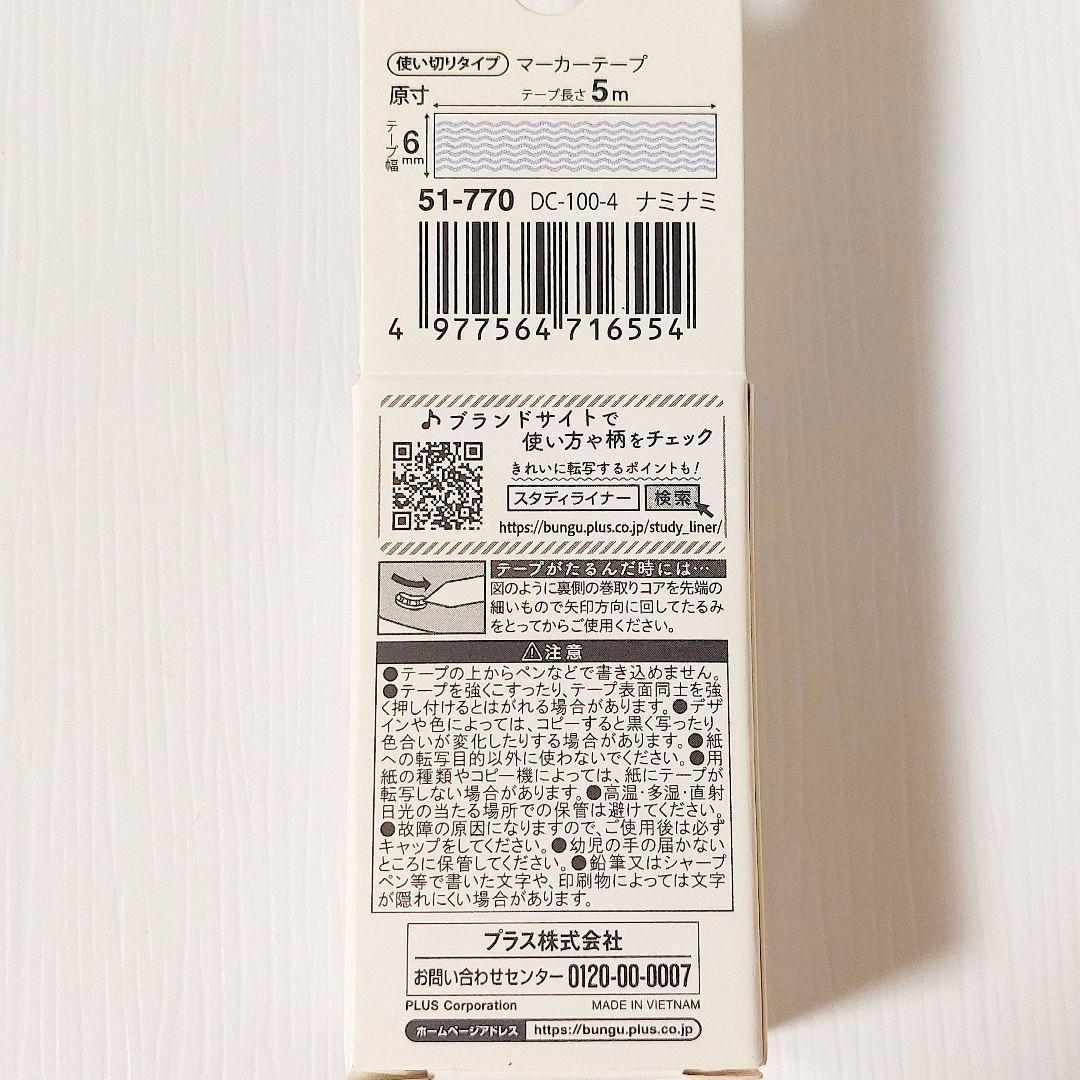 使い切りタイプ マーカーテープ
原寸
テープ長さ 5m
テープ幅 6mm
51-770 DC-100-4 ナミナミ
4 977564 716554
♪ブランドサイトで
使い方や柄をチェック
きれいに転写するポイントも!
スタディライナー 検索
https://bungu.plus.co.jp/study_liner/
テープがたるんだ時には…
図のように裏側の巻取りコアを先端の
細いもので矢印方向に回してたるみ
をとってからご使用ください。
⚠注意
●テープの上からペンなどで書き込めません。
●テープを強くこすったり、テープ表面同士を強
く押し付けるとはがれる場合があります。●デザ
インや色によっては、コピーすると黒く写ったり、
色合いが変化したりする場合があります。●紙
への転写目的以外に使わないでください。●用
紙の種類やコピー機によっては、紙にテープが
転写しない場合があります。●高温・多湿・直射
日光の当たる場所での保管は避けてください。
●故障の原因になりますので、ご使用後は必ず
キャップをしてください。●幼児の手の届かない
ところに保管してください。●鉛筆又はシャープ
ペン等で書いた文字や、印刷物によっては文字
が隠れにくい場合があります。
プラス株式会社
お問い合わせセンター 0120-00-0007
PLUS Corporation MADE IN VIETNAM
ホームページアドレス https://bungu.plus.co.jp